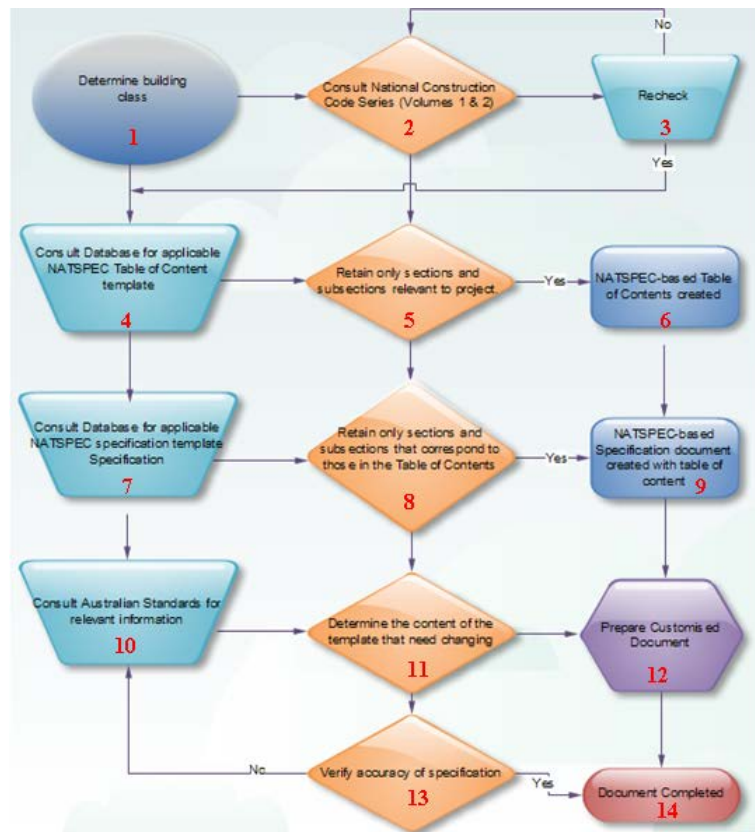 No
Determine building
class
1
Consult National Construction
Code Series (Volumes 1 & 2)
2
Recheck
3
Yes
Consult Database for applicable
NATSPEC Table of Content
template
4
Retain only sections and
subsections relevant to project.
5
Yes
NATSPEC-based Table
of Contents created
6
Consult Database for applicable
NATSPEC specification template
Specification
7
Retain only sections and
subsections that correspond to
those in the Table of Contents
8
Yes
NATSPEC-based
Specification document
created with table of
content
9
Consult Australian Standards for
relevant information
10
Determine the content of the
template that need changing
11
Prepare Customised
Document
12
No
Verify accuracy of specification
13
Yes
Document Completed
14